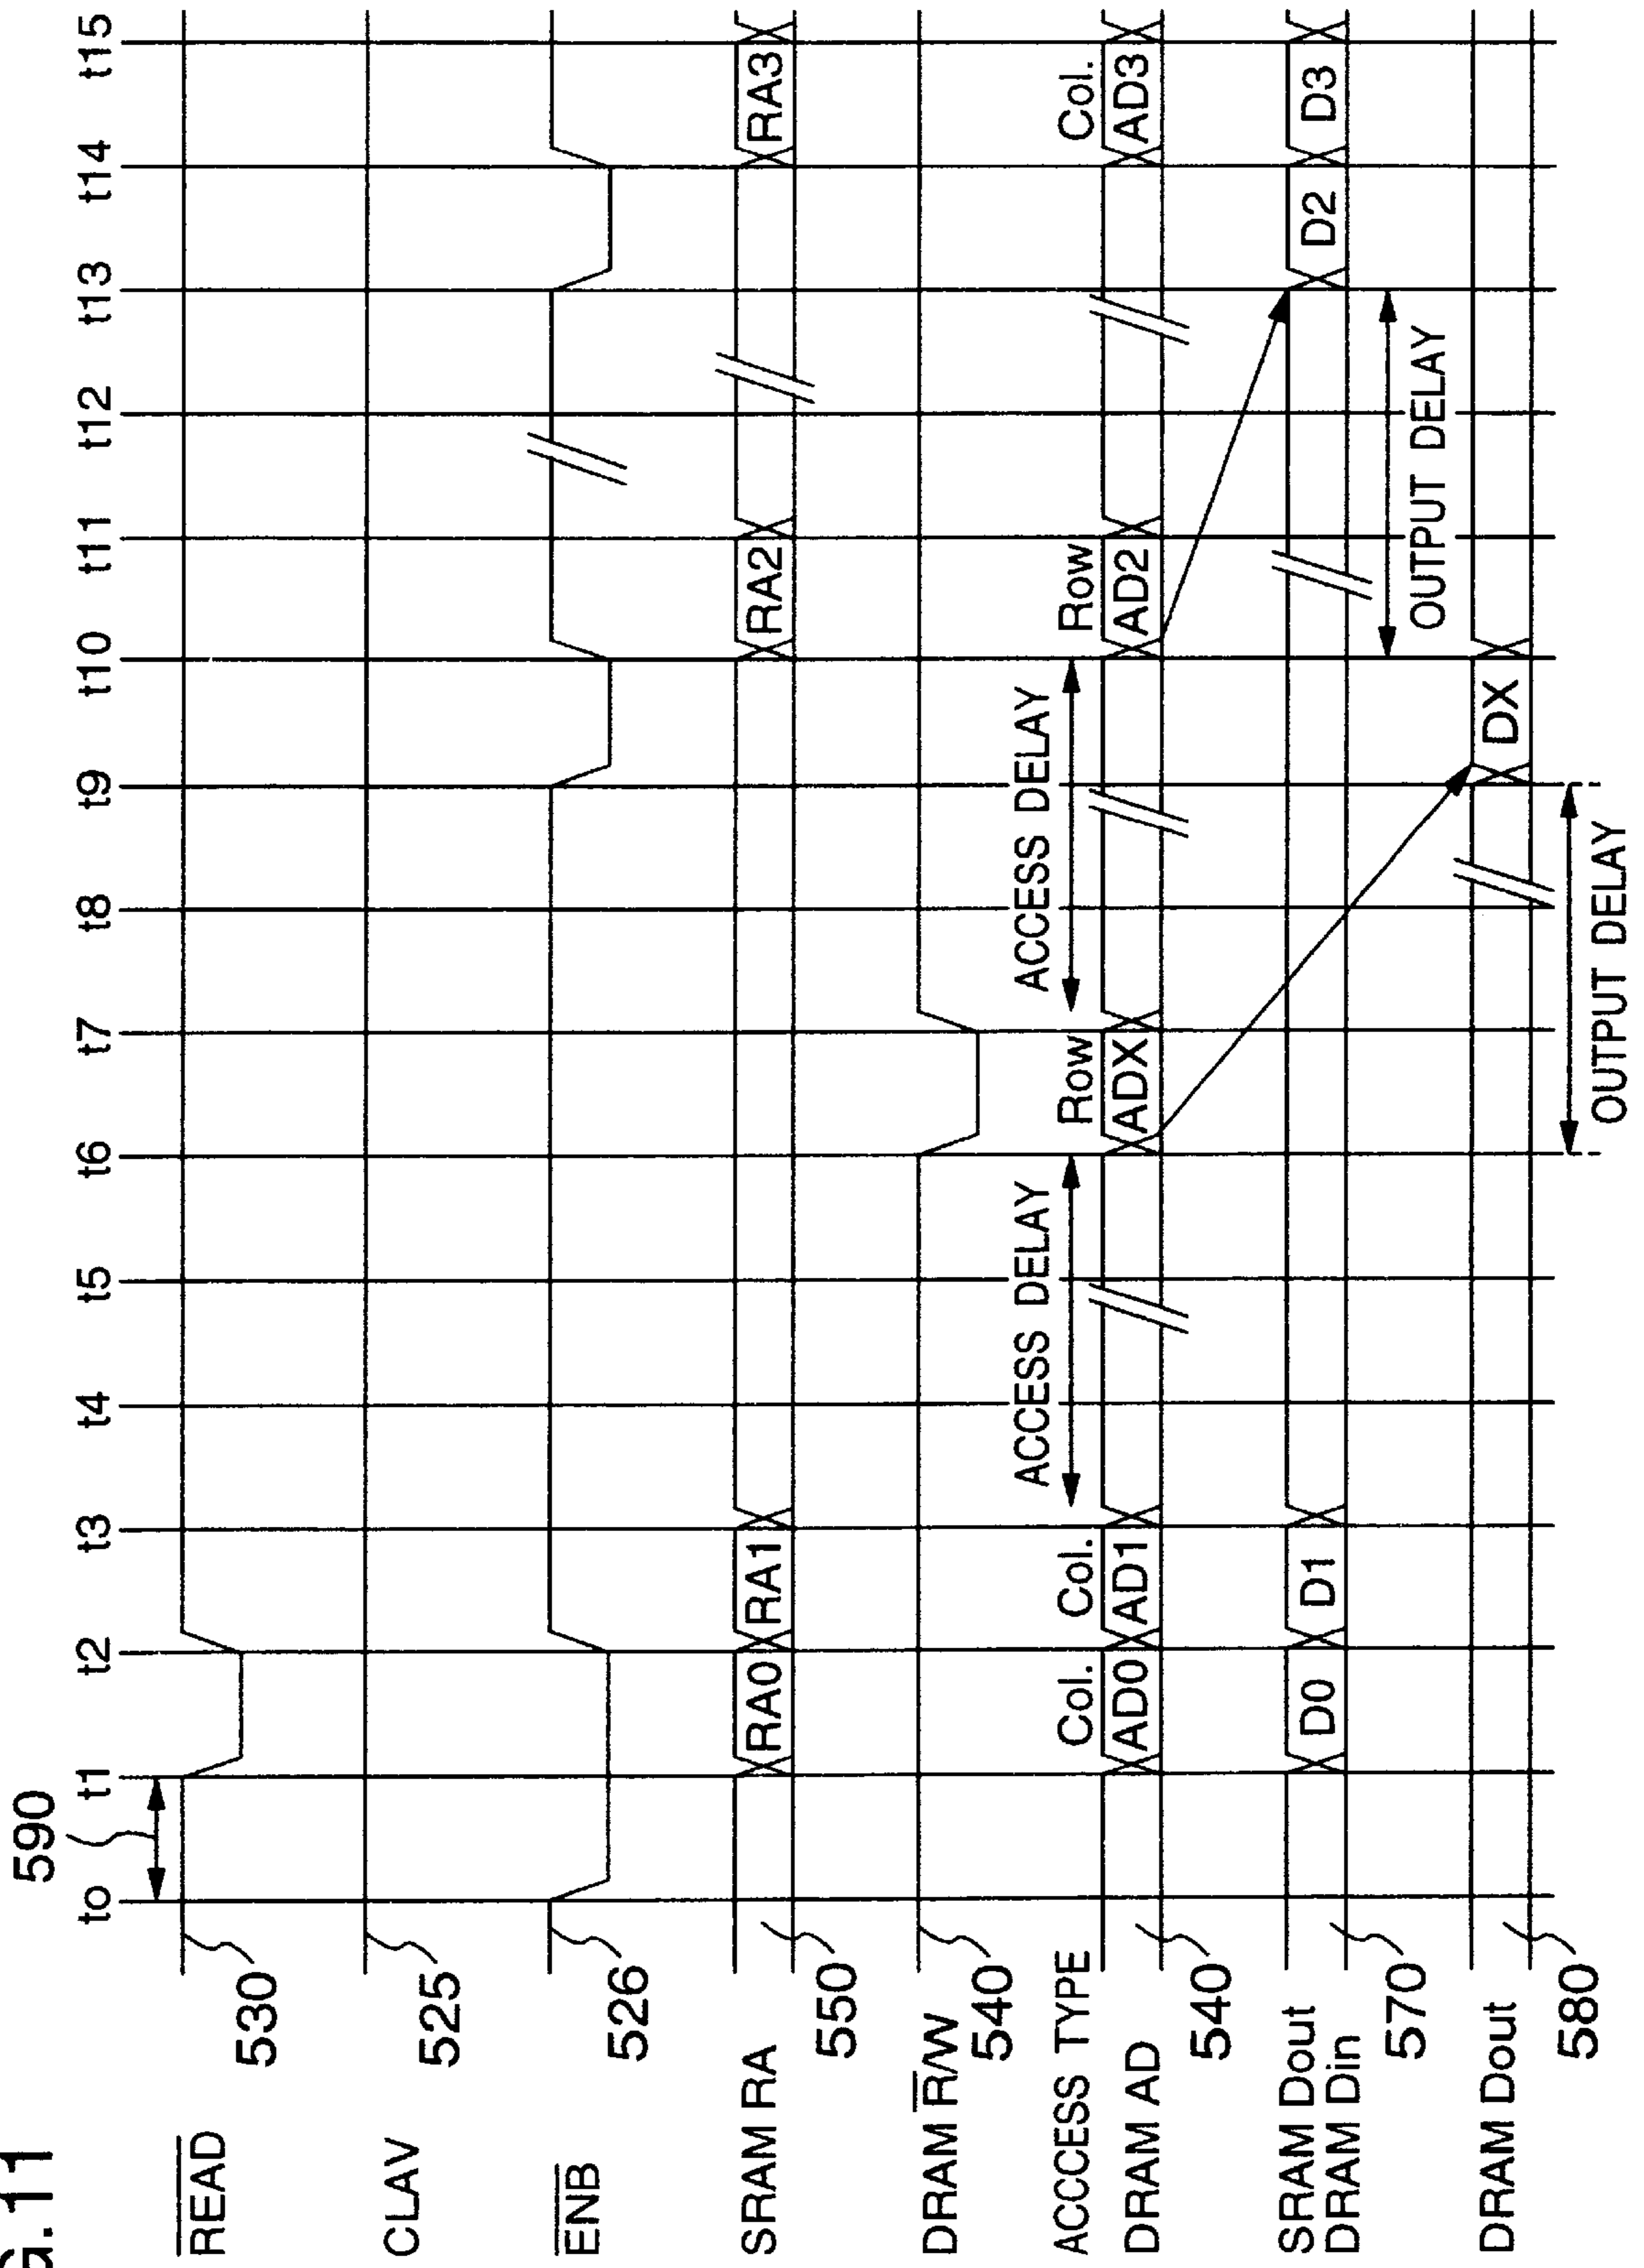 G.11
590
to t1 t2 t3 t4 t5 t6 t7 t8 t9 t10 t11 t12 t13 t14 t15
READ 530
CLAV 525
ENB 526
SRAM RA 550 RA0 RA1 RA2 RA3
DRAM R/W 540
ACCCESS TYPE Col. Col. ACCESS DELAY Row ACCESS DELAY Row Col.
DRAM AD 540 AD0 AD1 ADX AD2 AD3
SRAM Dout
DRAM Din 570 D0 D1 D2 D3
OUTPUT DELAY
DRAM Dout 580 DX
OUTPUT DELAY